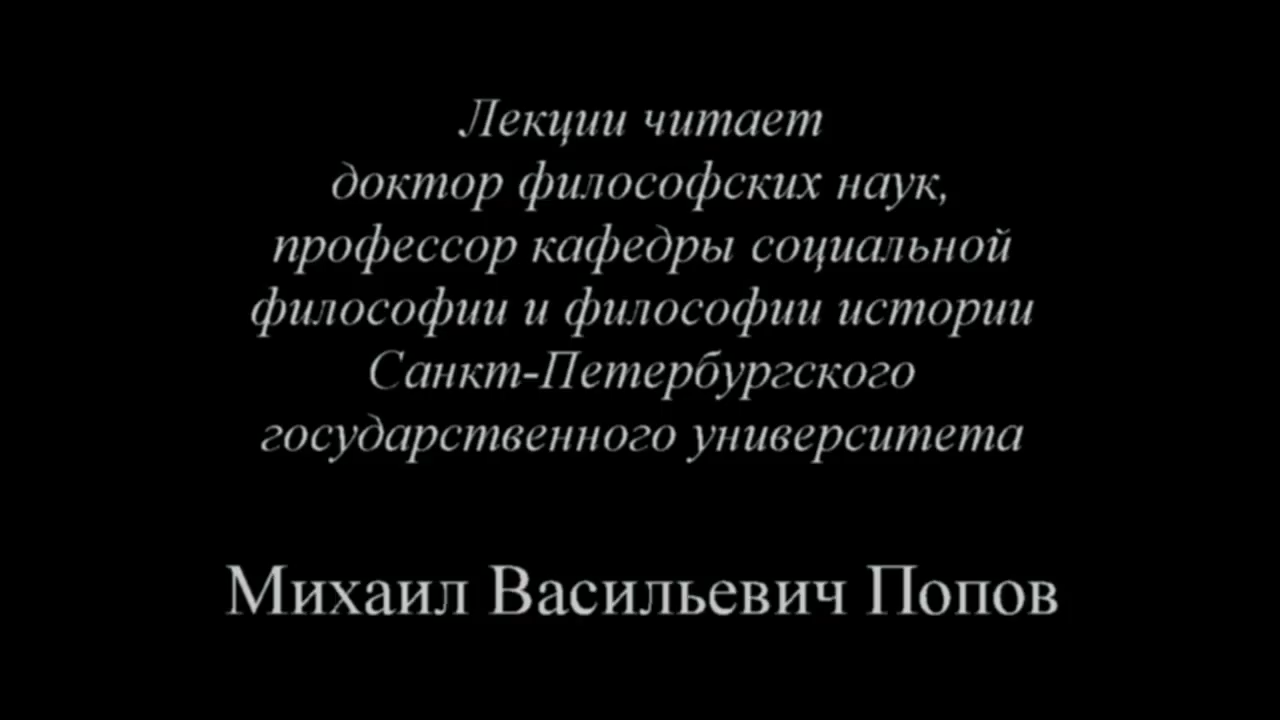 Лекции читает
доктор философских наук,
профессор кафедры социальной
философии и философии истории
Санкт-Петербургского
государственного университета
Михаил Васильевич Попов